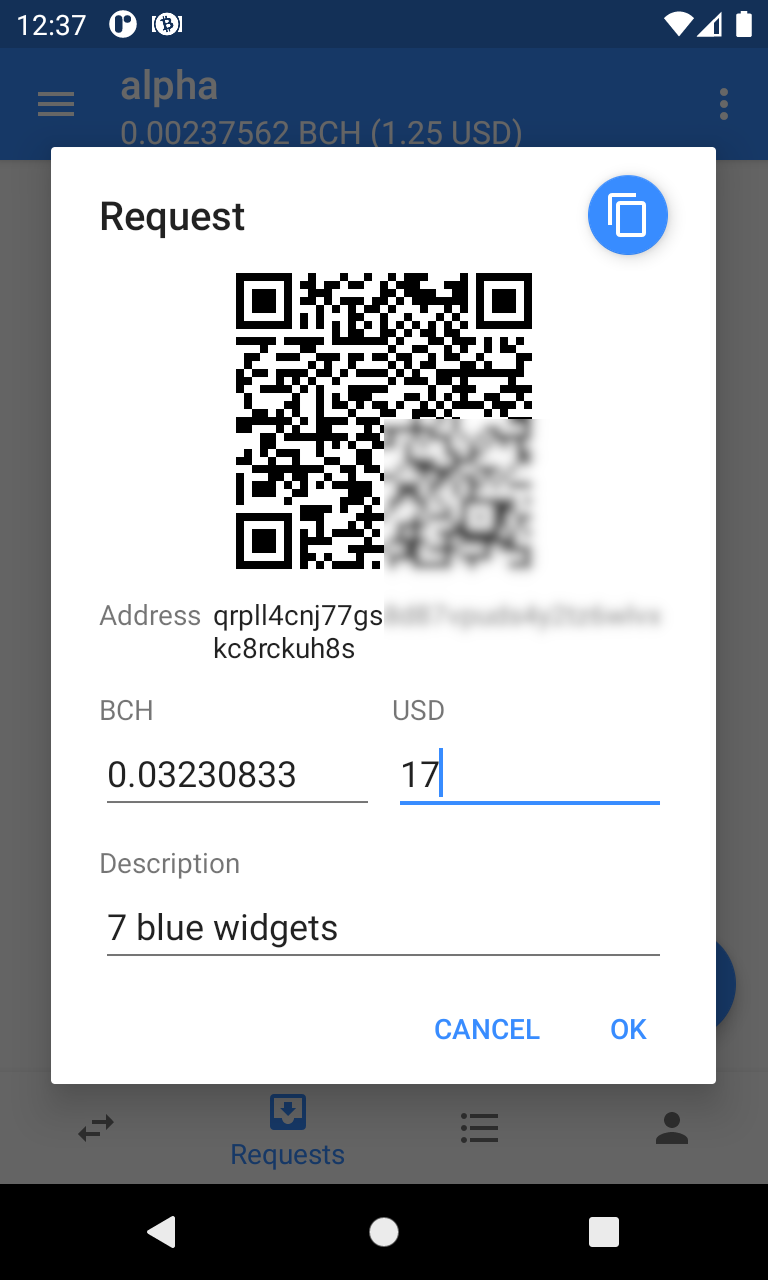 12:37
alpha
0.00237562 BCH (1.25 USD)
Request
Address qrpll4cnj77gs
kc8rckuh8s
BCH USD
0.03230833 17
Description
7 blue widgets
CANCEL OK
Requests